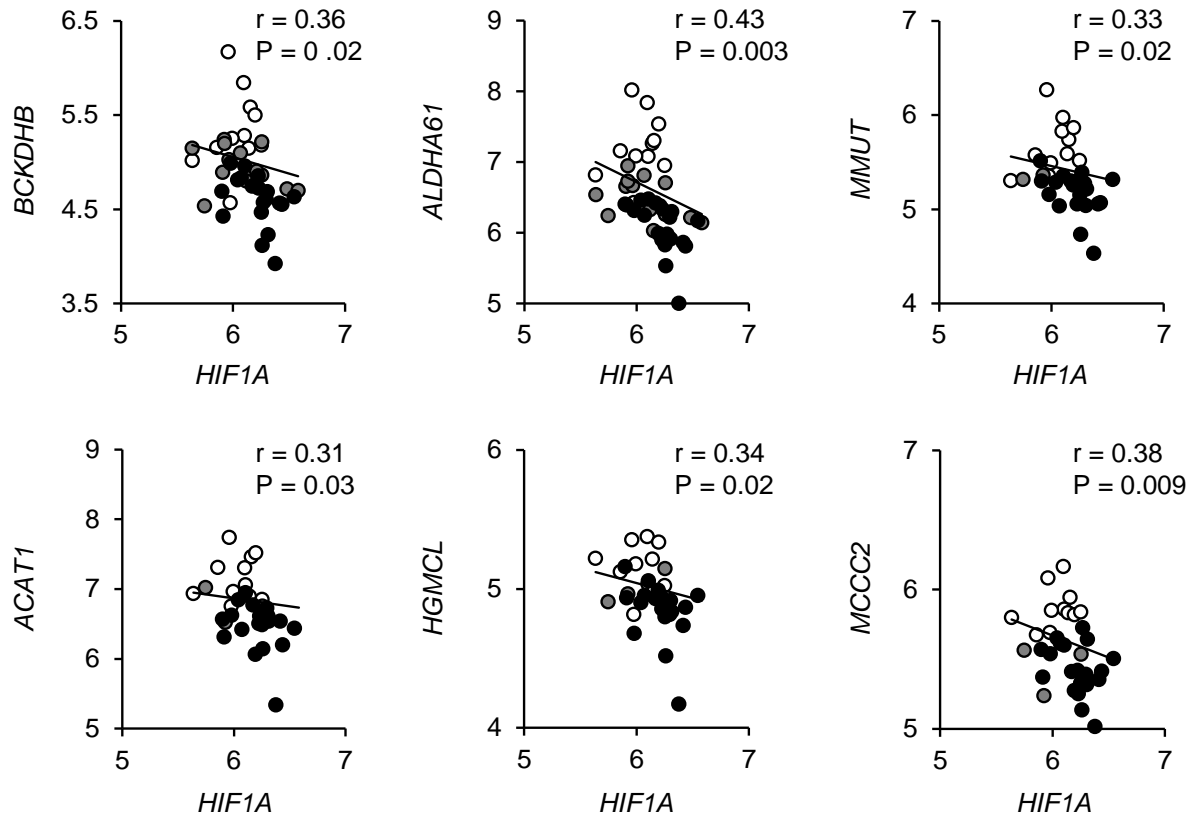 r = 0.36
P = 0 .02
6.5
5.5
4.5
3.5
BCKDHB
5 6 7
HIF1A
r = 0.43
P = 0.003
9
8
7
6
5
ALDHA61
5 6 7
HIF1A
r = 0.33
P = 0.02
7
6
5
4
MMUT
5 6 7
HIF1A
r = 0.31
P = 0.03
9
8
7
6
5
ACAT1
5 6 7
HIF1A
r = 0.34
P = 0.02
6
5
4
HGMCL
5 6 7
HIF1A
r = 0.38
P = 0.009
7
6
5
MCCC2
5 6 7
HIF1A